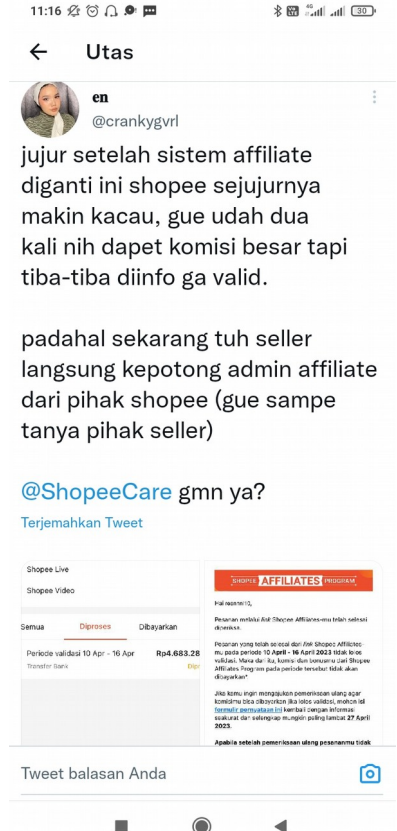 11:16
4G
30
Utas
en
@crankygvrl
jujur setelah sistem affiliate
diganti ini shopee sejujurnya
makin kacau, gue udah dua
kali nih dapet komisi besar tapi
tiba-tiba diinfo ga valid.
padahal sekarang tuh seller
langsung kepotong admin affiliate
dari pihak shopee (gue sampe
tanya pihak seller)
@ShopeeCare gmn ya?
Terjemahkan Tweet
Shopee Live
Shopee Video
Semua Diproses Dibayarkan
Periode validasi 10 Apr - 16 Apr Rp4.683.28
Transfer Bank Dipr
SHOPEE AFFILIATES PROGRAM
Pesanan melalui link Shopee Affiliates-mu telah selesai
diperiksa.
Pesanan yang telah selesai dari link Shopee Affiliates-
mu pada periode 10 April - 16 April 2023 tidak lolos
validasi. Maka dari itu, komisi dan bonusmu dari Shopee
Affiliates Program pada periode tersebut tidak akan
dibayarkan*.
Jika kamu ingin mengajukan pemeriksaan ulang agar
komisimu bisa dibayarkan jika lolos validasi, mohon isi
formulir pernyataan ini kembali dengan informasi
seakurat dan selengkap mungkin paling lambat 27 April
2023.
Apabila setelah pemeriksaan ulang pesananmu tidak
Tweet balasan Anda